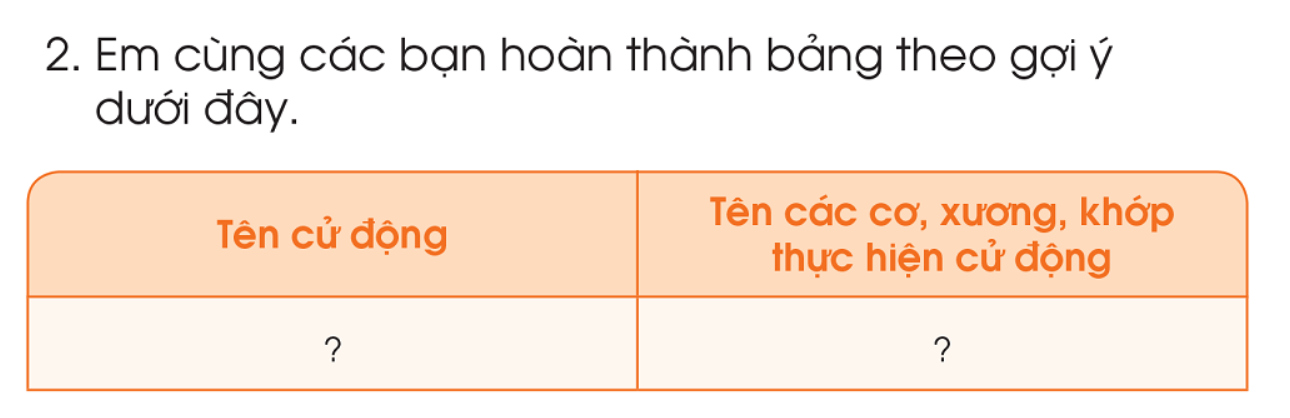 2. Em cùng các bạn hoàn thành bảng theo gợi ý
dưới đây.
Tên cử động
Tên các cơ, xương, khớp
thực hiện cử động
?
?